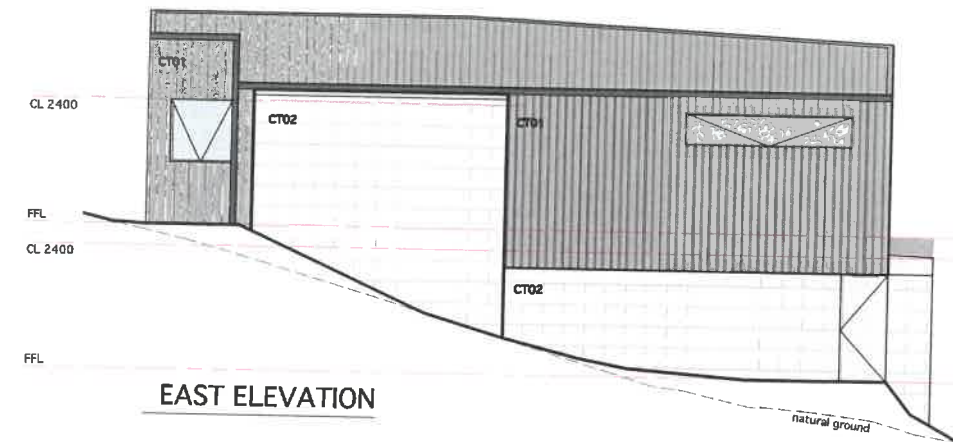 CT01
CL 2400
CT02
CT01
FFL
CL 2400
CT02
FFL
EAST ELEVATION
natural ground